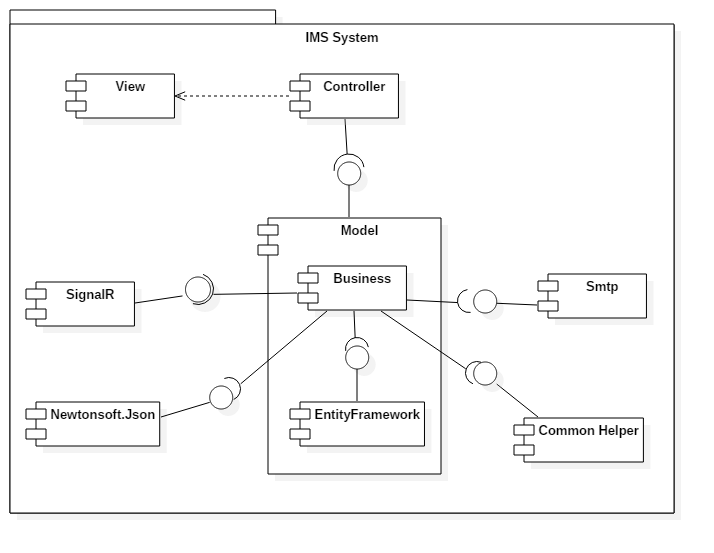 IMS System
View
Controller
Model
Business
SignalR
Smtp
Newtonsoft.Json
EntityFramework
Common Helper